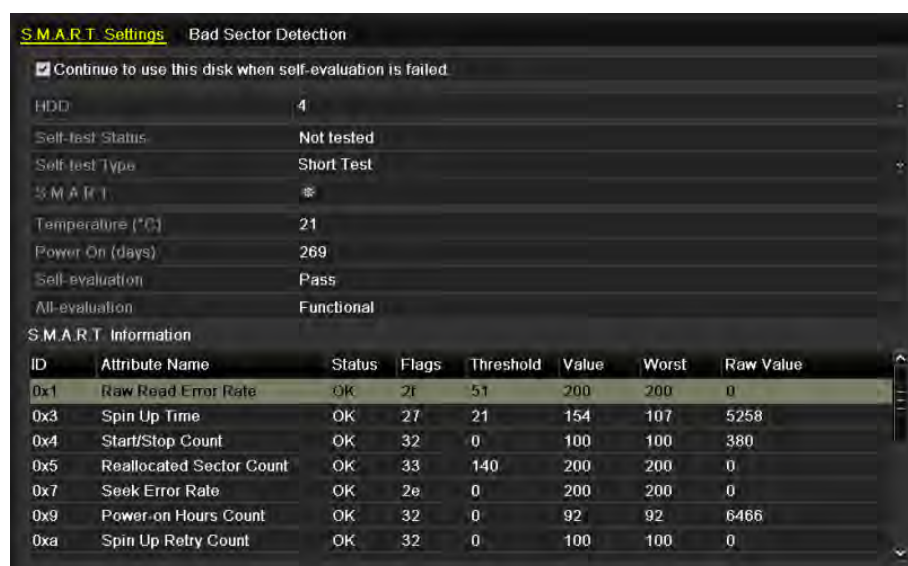 S.M.A.R.T. Settings Bad Sector Detection
Continue to use this disk when self-evaluation is failed.
HDD 4
Self-test Status Not tested
Self-test Type Short Test
S.M.A.R.T.
Temperature (°C) 21
Power On (days) 269
Self-evaluation Pass
All-evaluation Functional
S.M.A.R.T. Information
ID Attribute Name Status Flags Threshold Value Worst Raw Value
0x1 Raw Read Error Rate OK 2f 51 200 200 0
0x3 Spin Up Time OK 27 21 154 107 5258
0x4 Start/Stop Count OK 32 0 100 100 380
0x5 Reallocated Sector Count OK 33 140 200 200 0
0x7 Seek Error Rate OK 2e 0 200 200 0
0x9 Power-on Hours Count OK 32 0 92 92 6466
0xa Spin Up Retry Count OK 32 0 100 100 0